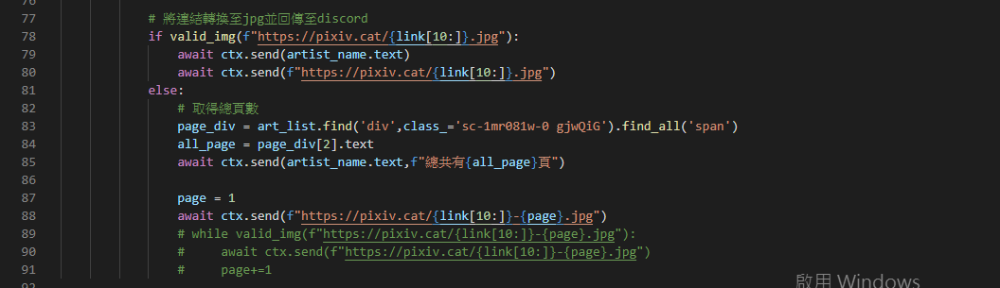 76
77 # 將連結轉換至jpg並回傳至discord
78 if valid_img(f"https://pixiv.cat/{link[10:]}.jpg"):
79 await ctx.send(artist_name.text)
80 await ctx.send(f"https://pixiv.cat/{link[10:]}.jpg")
81 else:
82 # 取得總頁數
83 page_div = art_list.find('div',class_='sc-1mr081w-0 gjwQiG').find_all('span')
84 all_page = page_div[2].text
85 await ctx.send(artist_name.text,f"總共有{all_page}頁")
86
87 page = 1
88 await ctx.send(f"https://pixiv.cat/{link[10:]}-{page}.jpg")
89 # while valid_img(f"https://pixiv.cat/{link[10:]}-{page}.jpg"):
90 #     await ctx.send(f"https://pixiv.cat/{link[10:]}-{page}.jpg")
91 #     page+=1
92
啟用 Windows